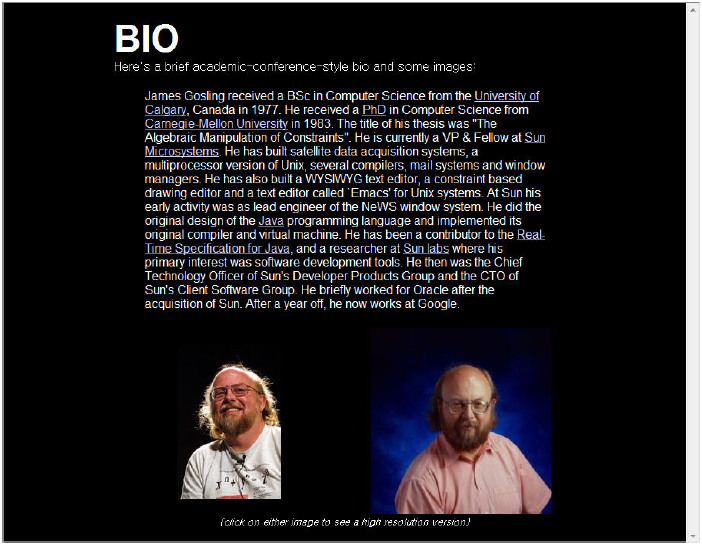 BIO
Here's a brief academic-conference-style bio and some images:
James Gosling received a BSc in Computer Science from the University of
Calgary, Canada in 1977. He received a PhD in Computer Science from
Carnegie-Mellon University in 1983. The title of his thesis was "The
Algebraic Manipulation of Constraints". He is currently a VP & Fellow at Sun
Microsystems. He has built satellite data acquisition systems, a
multiprocessor version of Unix, several compilers, mail systems and window
managers. He has also built a WYSIWYG text editor, a constraint based
drawing editor and a text editor called `Emacs' for Unix systems. At Sun his
early activity was as lead engineer of the NeWS window system. He did the
original design of the Java programming language and implemented its
original compiler and virtual machine. He has been a contributor to the Real-
Time Specification for Java, and a researcher at Sun labs where his
primary interest was software development tools. He then was the Chief
Technology Officer of Sun's Developer Products Group and the CTO of
Sun's Client Software Group. He briefly worked for Oracle after the
acquisition of Sun. After a year off, he now works at Google.
(click on either image to see a high resolution version)